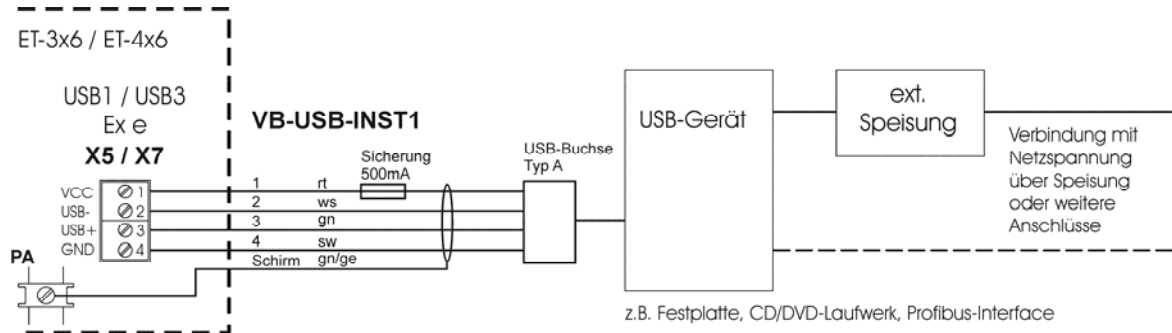 ET-3x6 / ET-4x6
USB1 / USB3
Ex e
X5 / X7
VCC 1
USB- 2
USB+ 3
GND 4
PA
VB-USB-INST1
Sicherung
500mA
1 rt
2 ws
3 gn
4 sw
Schirm gn/ge
USB-Buchse
Typ A
USB-Gerät
ext.
Speisung
Verbindung mit
Netzspannung
über Speisung
oder weitere
Anschlüsse
z.B. Festplatte, CD/DVD-Laufwerk, Profibus-Interface